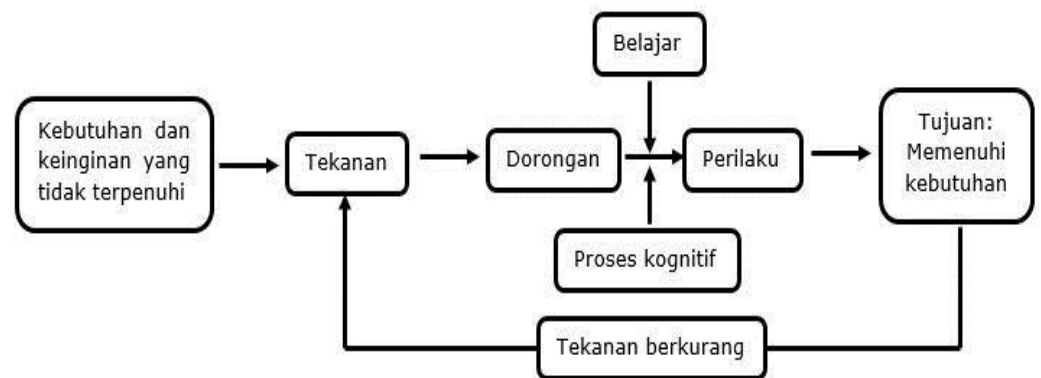 Belajar
Kebutuhan dan
keinginan yang
tidak terpenuhi
Tekanan
Dorongan
Perilaku
Tujuan:
Memenuhi
kebutuhan
Proses kognitif
Tekanan berkurang